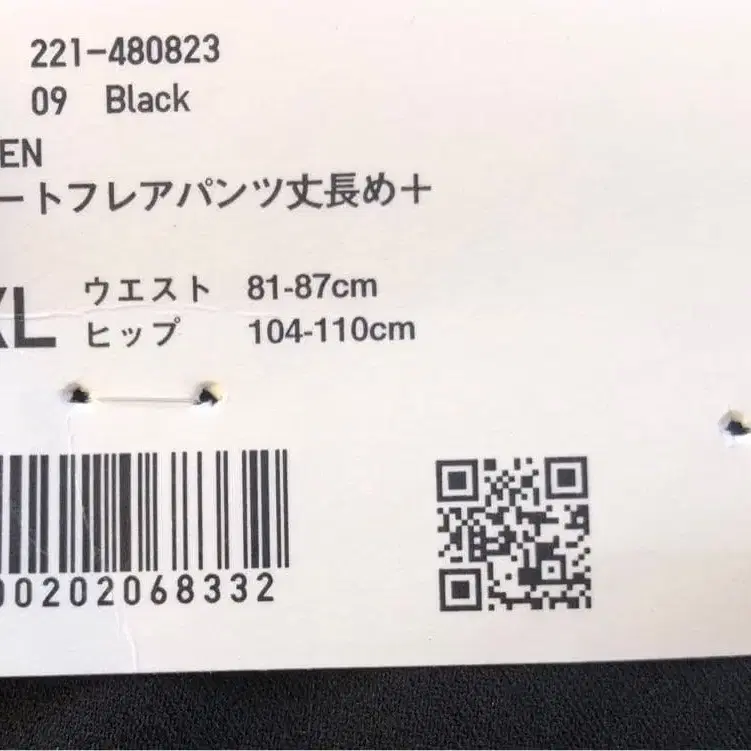 221-480823
09 Black
EN
ートフレアパンツ丈長め＋
XL ウエスト 81-87cm
ヒップ 104-110cm
00202068332